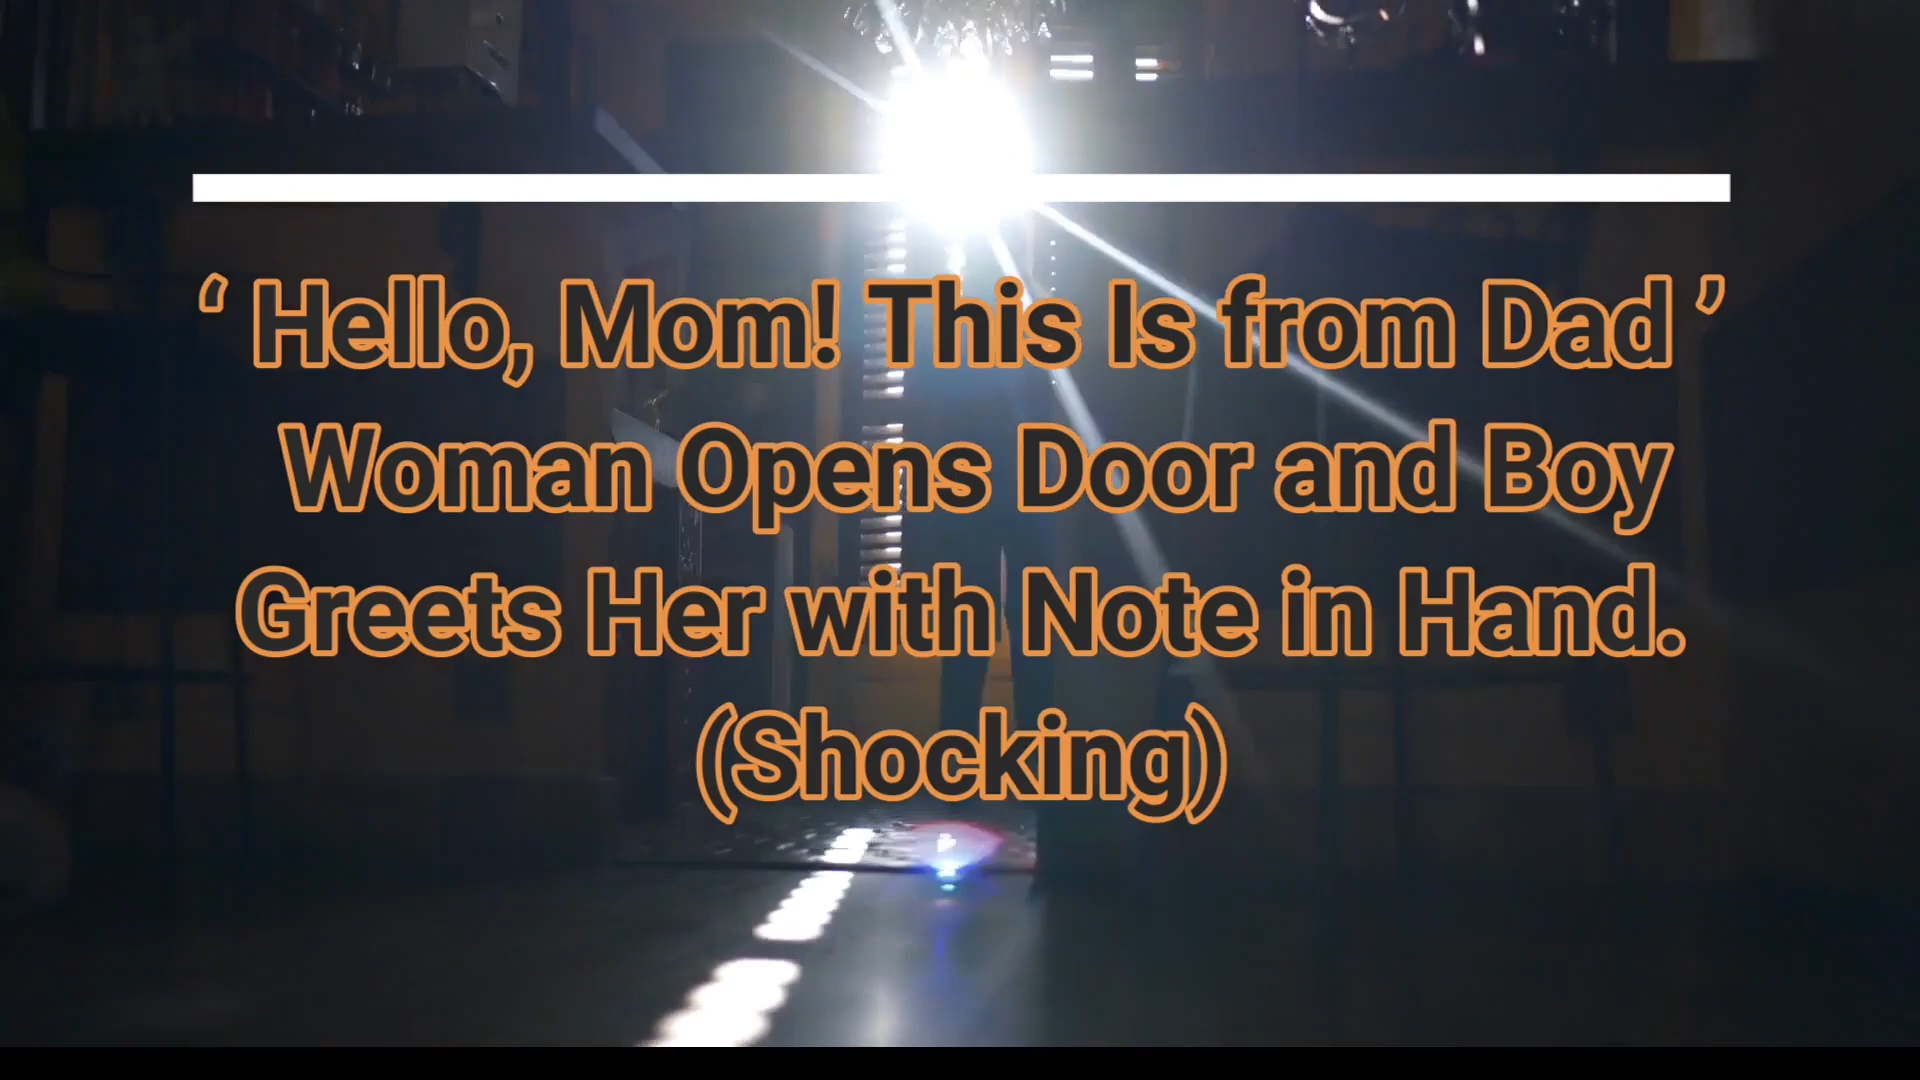 ‘ Hello, Mom! This Is from Dad ’
Woman Opens Door and Boy
Greets Her with Note in Hand.
(Shocking)